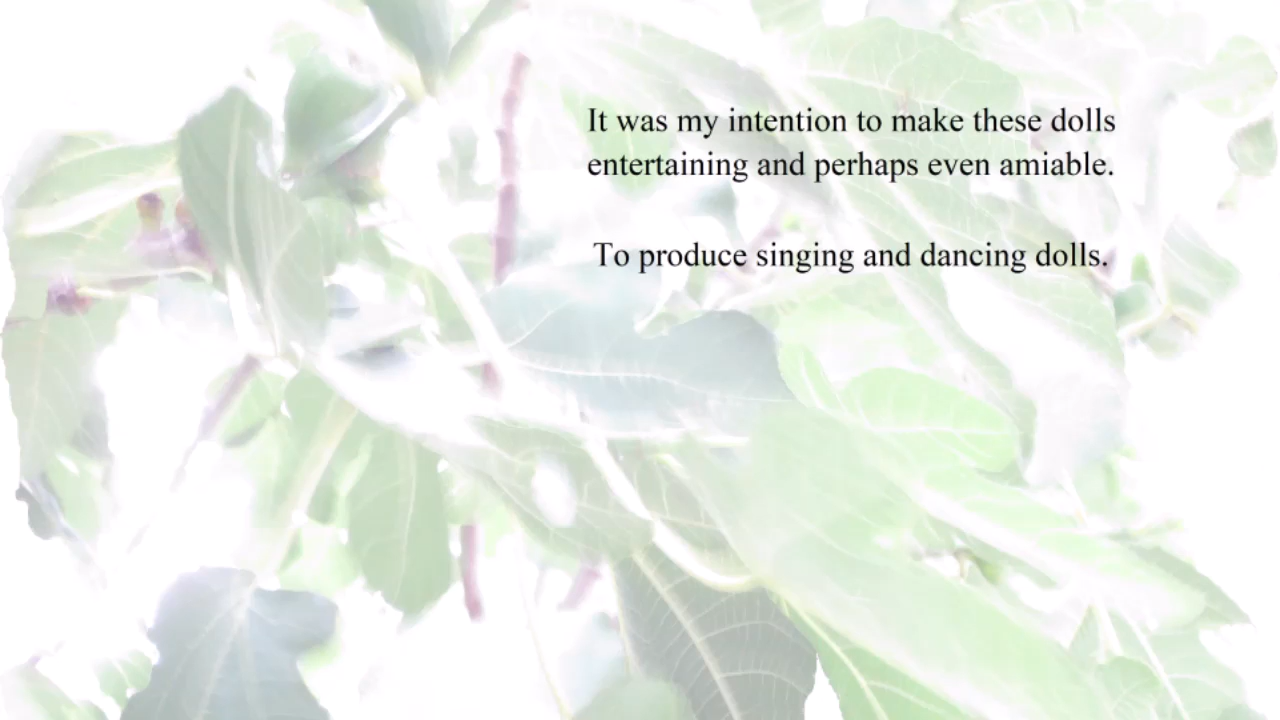 It was my intention to make these dolls
entertaining and perhaps even amiable.
To produce singing and dancing dolls.